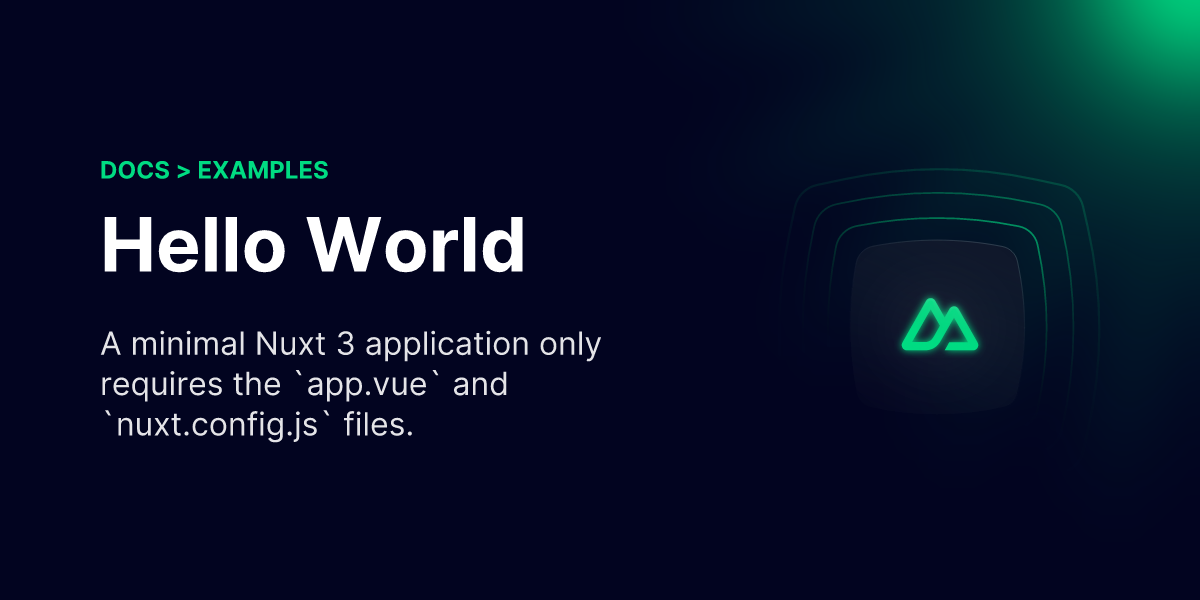 DOCS > EXAMPLES
Hello World
A minimal Nuxt 3 application only
requires the `app.vue` and
`nuxt.config.js` files.